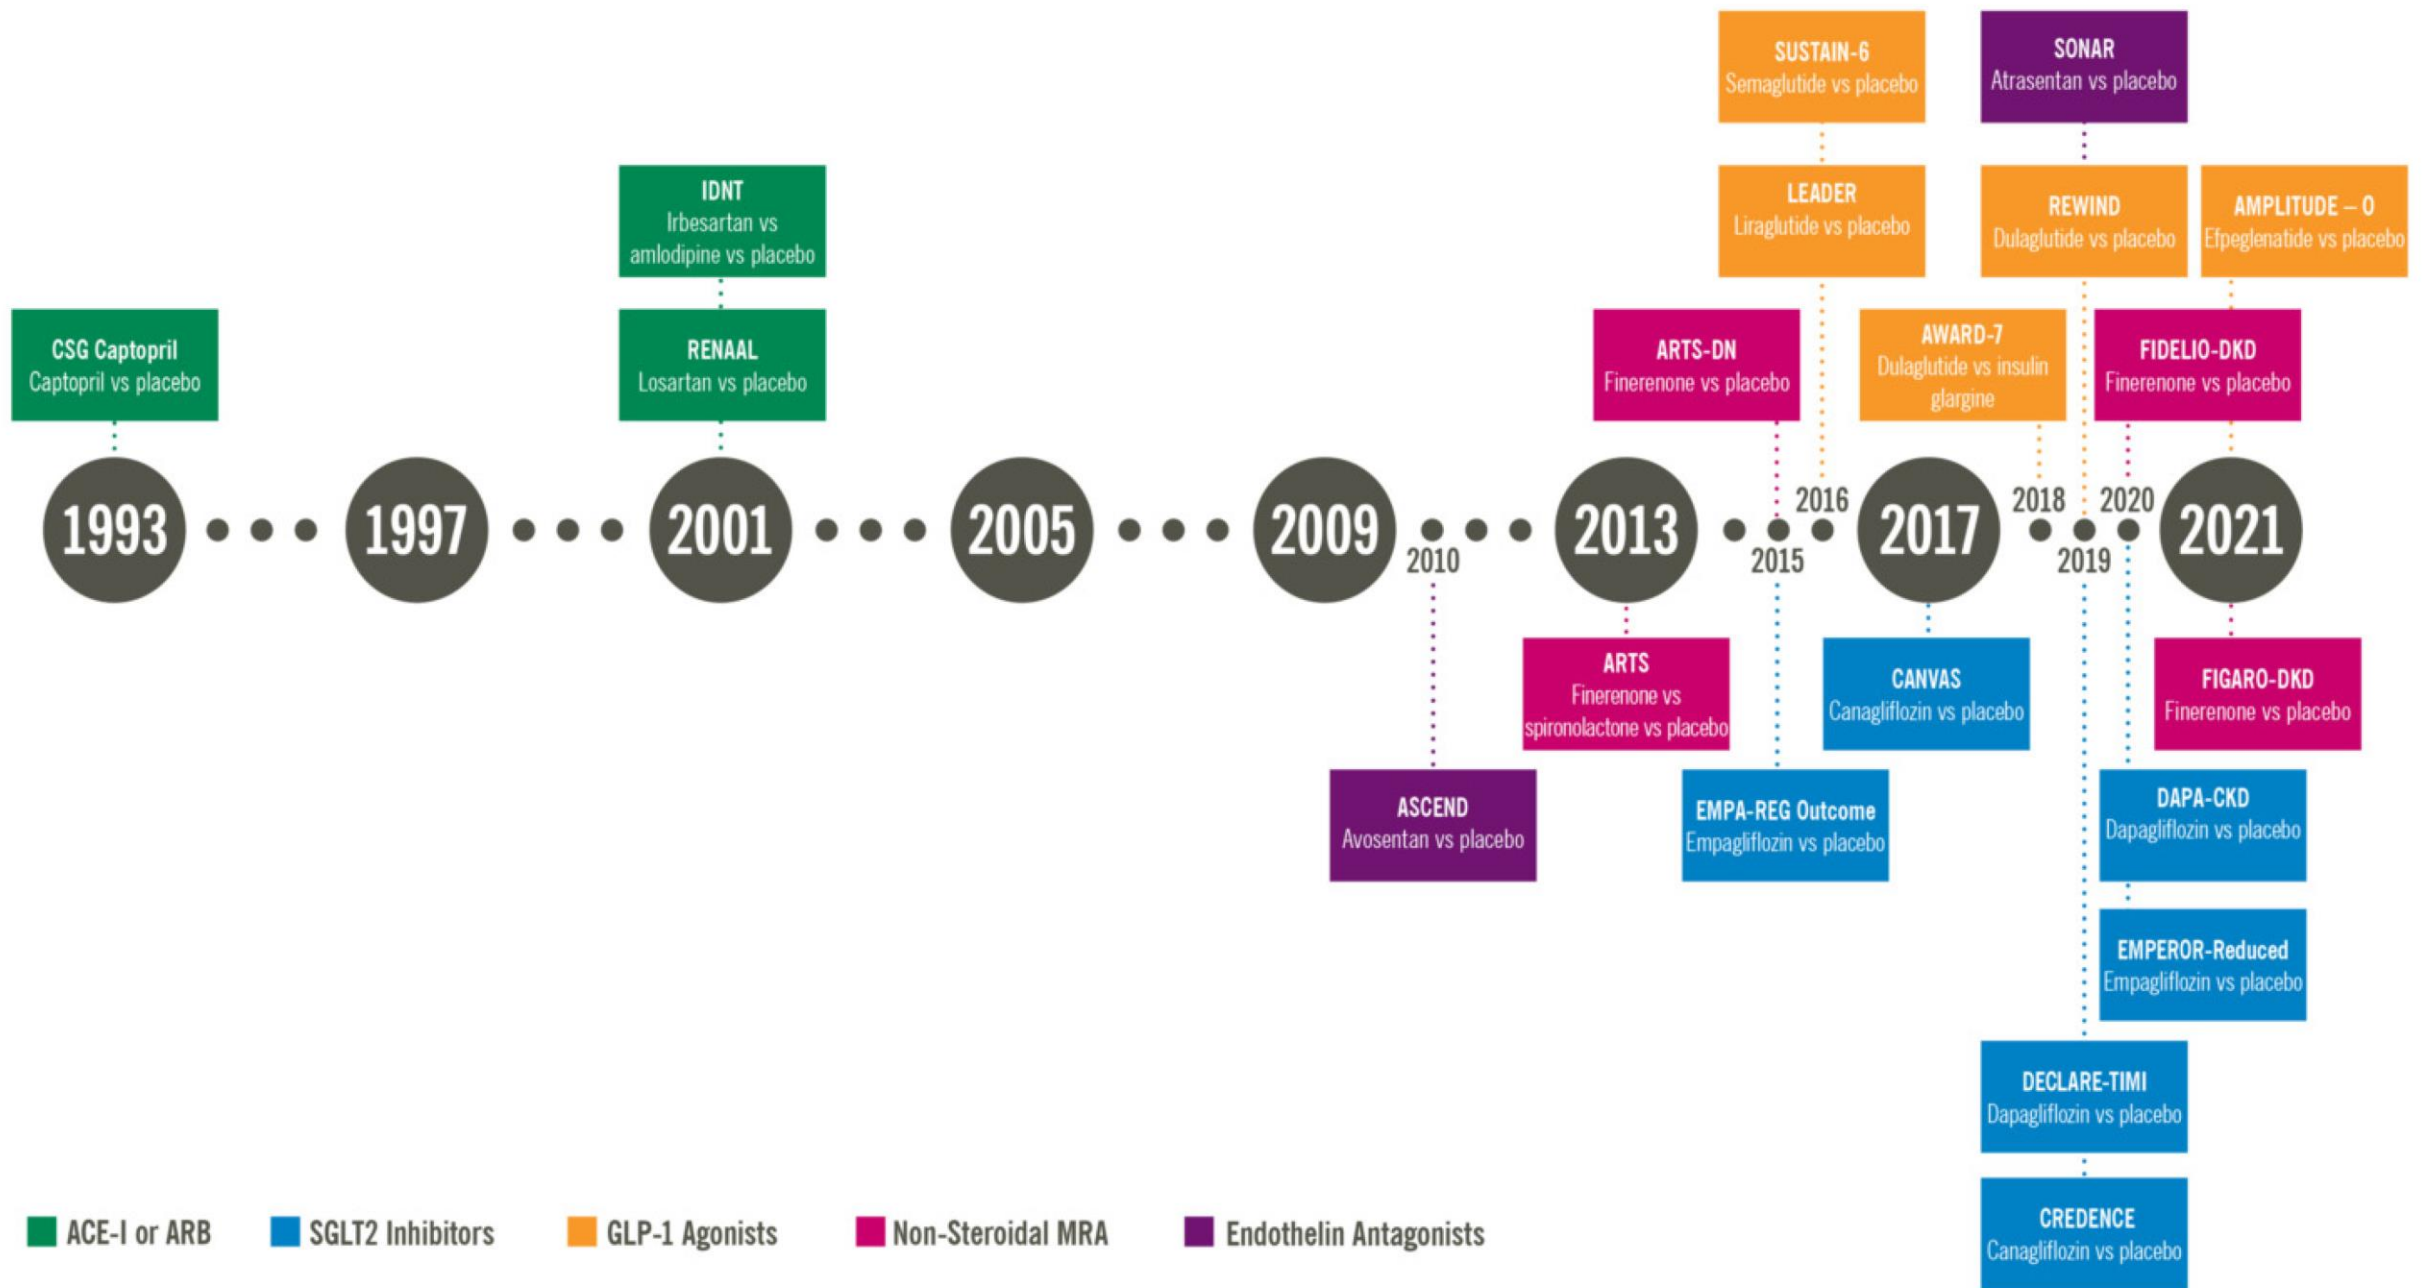 SUSTAIN-6
Semaglutide vs placebo
SONAR
Atrasentan vs placebo
IDNT
Irbesartan vs
amlodipine vs placebo
LEADER
Liraglutide vs placebo
REWIND
Dulaglutide vs placebo
AMPLITUDE – O
Efpeglenatide vs placebo
CSG Captopril
Captopril vs placebo
RENAAL
Losartan vs placebo
ARTS-DN
Finerenone vs placebo
AWARD-7
Dulaglutide vs insulin
glargine
FIDELIO-DKD
Finerenone vs placebo
1993
1997
2001
2005
2009
2010
2013
2015
2016
2017
2018
2019
2020
2021
ARTS
Finerenone vs
spironolactone vs placebo
CANVAS
Canagliflozin vs placebo
FIGARO-DKD
Finerenone vs placebo
ASCEND
Avosentan vs placebo
EMPA-REG Outcome
Empagliflozin vs placebo
DAPA-CKD
Dapagliflozin vs placebo
EMPEROR-Reduced
Empagliflozin vs placebo
DECLARE-TIMI
Dapagliflozin vs placebo
CREDENCE
Canagliflozin vs placebo
ACE-I or ARB
SGLT2 Inhibitors
GLP-1 Agonists
Non-Steroidal MRA
Endothelin Antagonists